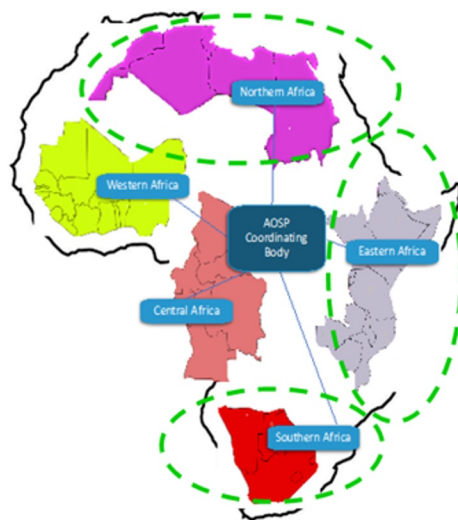 Northern Africa
Western Africa
AOSP
Coordinating
Body
Eastern Africa
Central Africa
Southern Africa